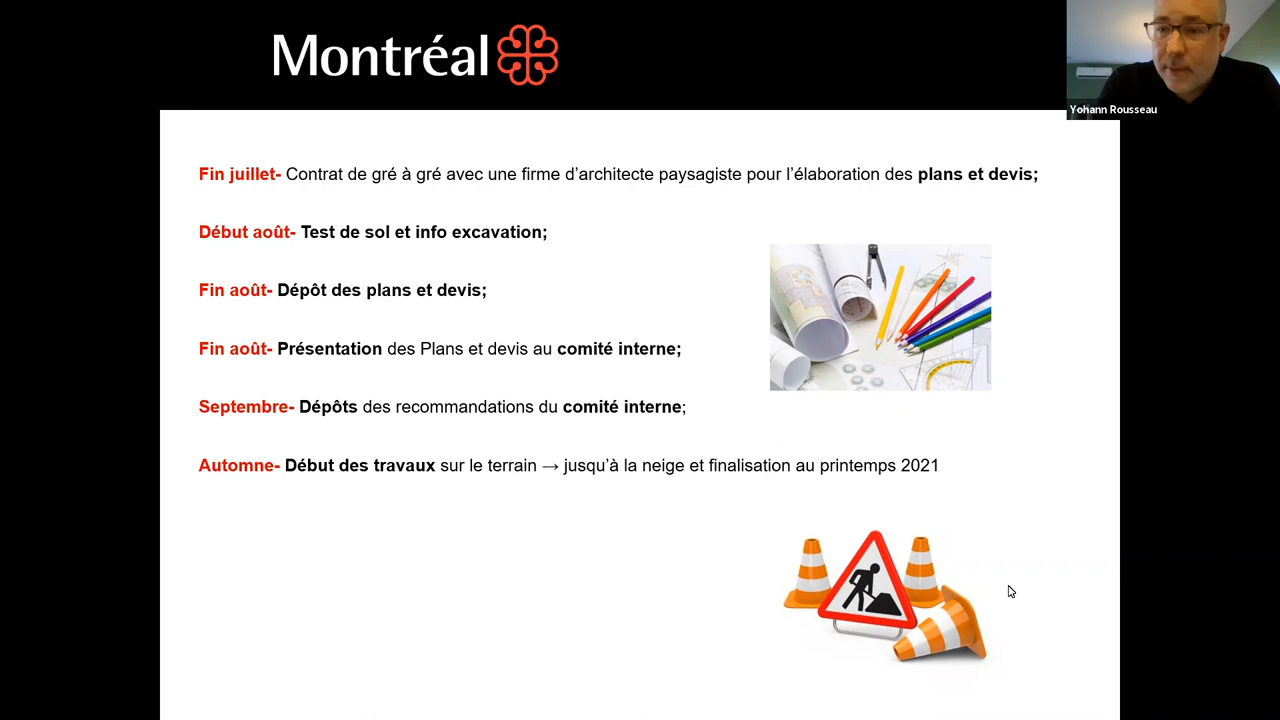 Montréal
Yohann Rousseau
Fin juillet- Contrat de gré à gré avec une firme d’architecte paysagiste pour l’élaboration des plans et devis;
Début août- Test de sol et info excavation;
Fin août- Dépôt des plans et devis;
Fin août- Présentation des Plans et devis au comité interne;
Septembre- Dépôts des recommandations du comité interne;
Automne- Début des travaux sur le terrain → jusqu’à la neige et finalisation au printemps 2021